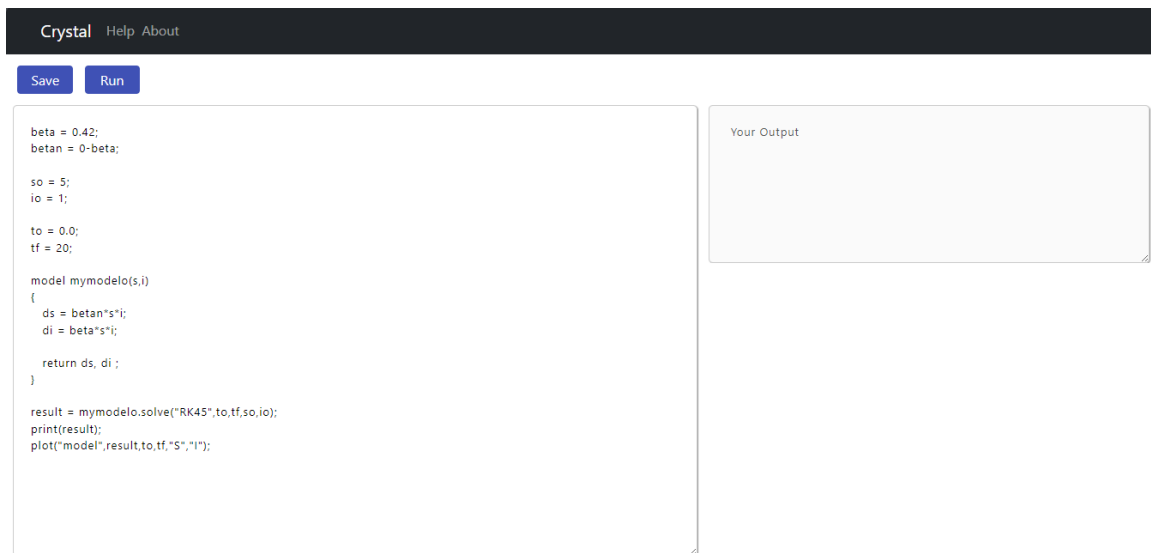 Crystal Help About
Save Run
beta = 0.42;
betan = 0-beta;
so = 5;
io = 1;
to = 0.0;
tf = 20;
model mymodelo(s,i)
{
ds = betan*s*i;
di = beta*s*i;
return ds, di ;
}
result = mymodelo.solve("RK45",to,tf,so,io);
print(result);
plot("model",result,to,tf,"S","I");
Your Output